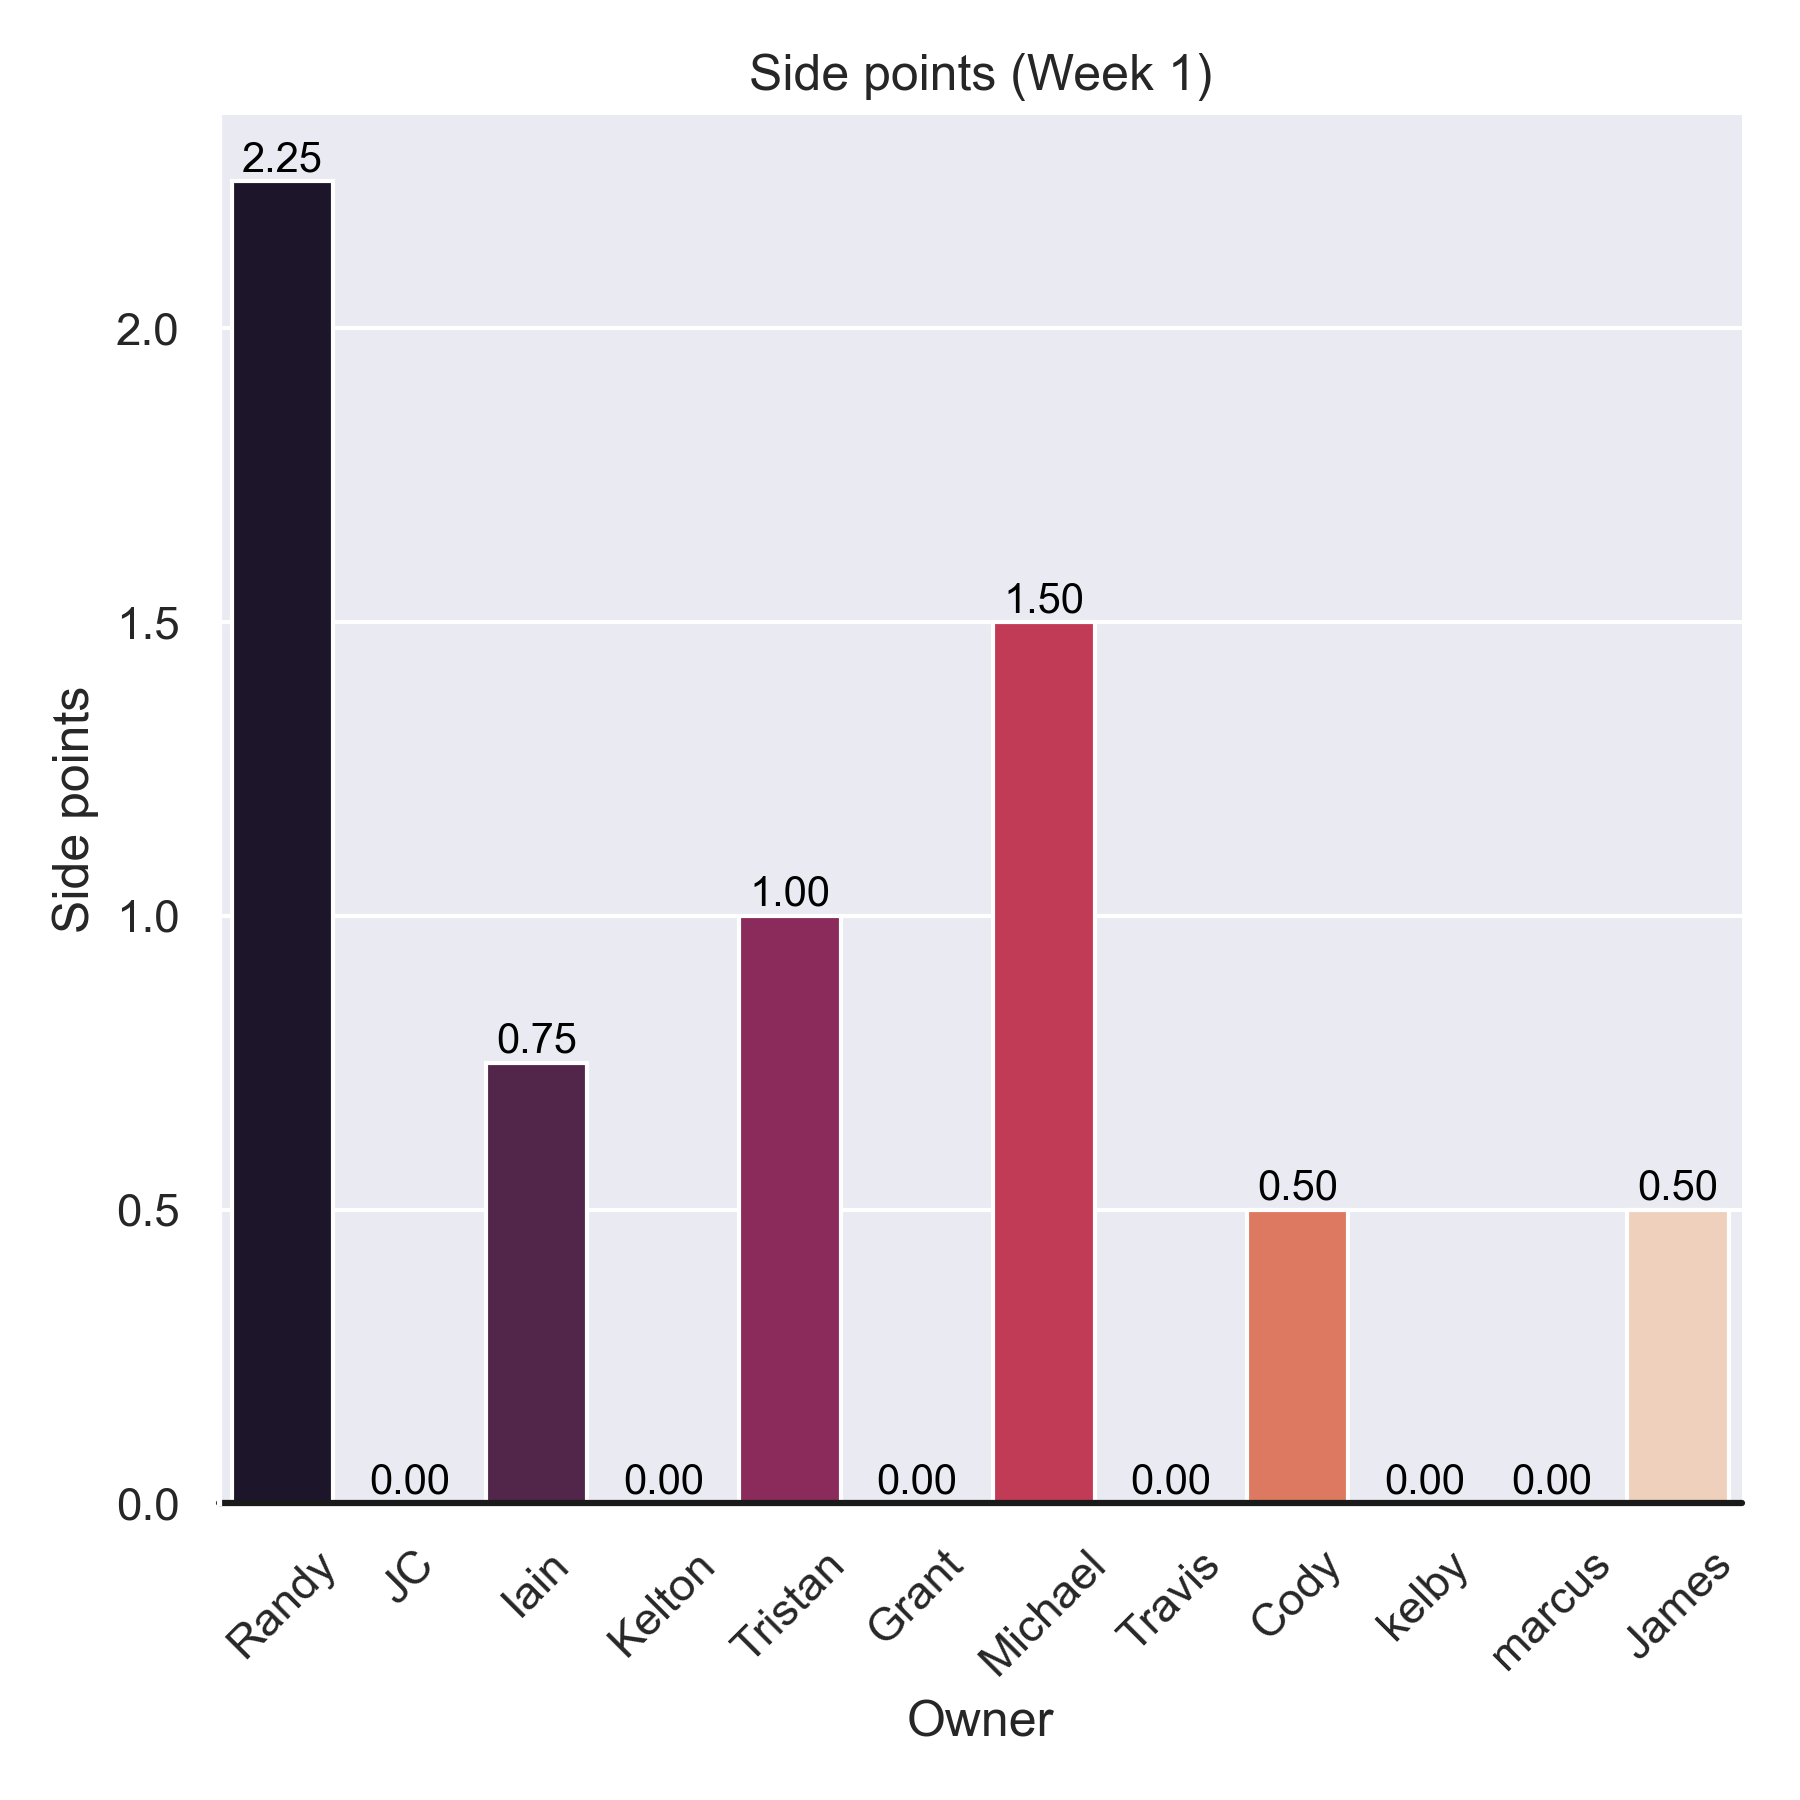 Side points (Week 1)
2.25
2.0
1.50
1.5
1.00
1.0
0.75
0.50 0.50
0.5
0.00 0.00 0.00 0.00 0.00 0.00
0.0
Side points
Randy JC Iain Kelton Tristan Grant Michael Travis Cody kelby marcus James
Owner